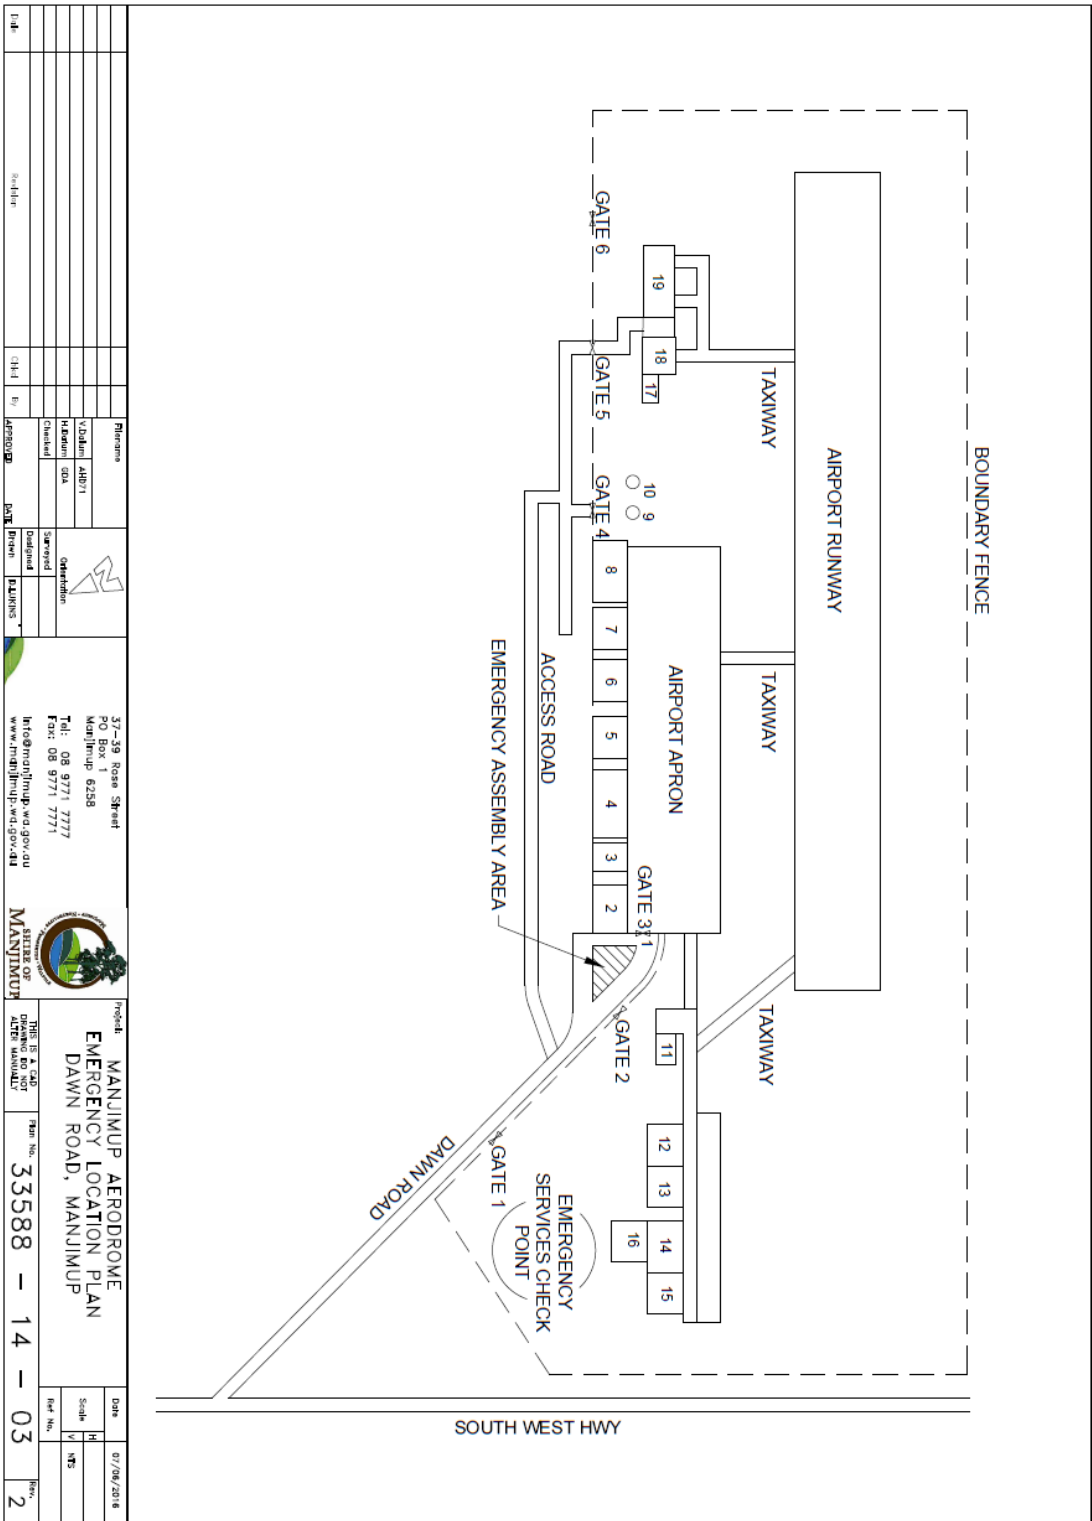 BOUNDARY FENCE
AIRPORT RUNWAY
TAXIWAY
TAXIWAY
TAXIWAY
GATE 6
19
18
17
GATE 5
10
9
GATE 4
8
7
6
5
4
3
2
AIRPORT APRON
GATE 3
1
ACCESS ROAD
EMERGENCY ASSEMBLY AREA
GATE 2
11
12
13
14
15
16
GATE 1
EMERGENCY
SERVICES CHECK
POINT
DAWN ROAD
SOUTH WEST HWY
Date
Revision
Chkd
By
Filename
V.Datum AHD71
H.Datum GDA
Checked
APPROVED
DATE
Orientation
N
Surveyed
Designed
Drawn D.LUKINS
37-39 Rose Street
PO Box 1
Manjimup 6258
Tel: 08 9771 7777
Fax: 08 9771 7771
info@manjimup.wa.gov.au
www.manjimup.wa.gov.au
SHIRE OF
MANJIMUP
Project:
MANJIMUP AERODROME
EMERGENCY LOCATION PLAN
DAWN ROAD, MANJIMUP
THIS IS A CAD
DRAWING DO NOT
ALTER MANUALLY
Plan No.
33588 - 14 - 03
Date 07/06/2016
Scale
H
V
NTS
Ref No.
Rev.
2